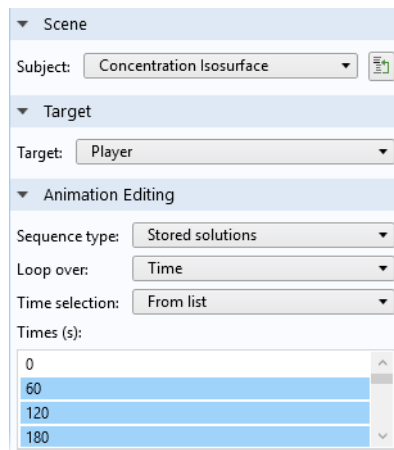 Scene
Subject: Concentration Isosurface
Target
Target: Player
Animation Editing
Sequence type: Stored solutions
Loop over: Time
Time selection: From list
Times (s):
0
60
120
180